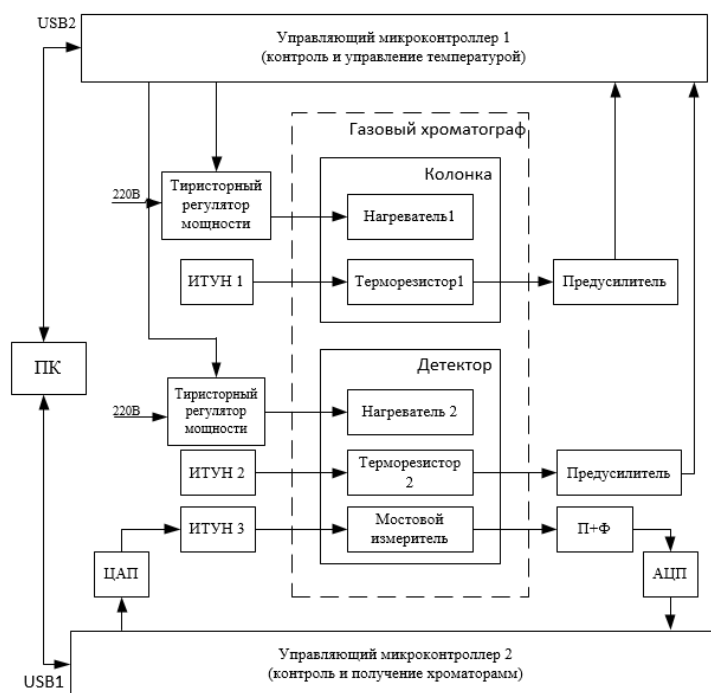 USB2
Управляющий микроконтроллер 1
(контроль и управление температурой)
Газовый хроматограф
Колонка
220В
Тиристорный
регулятор
мощности
Нагреватель1
ИТУН 1
Терморезистор1
Предусилитель
ПК
Детектор
220В
Тиристорный
регулятор
мощности
Нагреватель 2
ИТУН 2
Терморезистор
2
Предусилитель
ИТУН 3
Мостовой
измеритель
П+Ф
ЦАП
АЦП
Управляющий микроконтроллер 2
(контроль и получение хроматорамм)
USB1